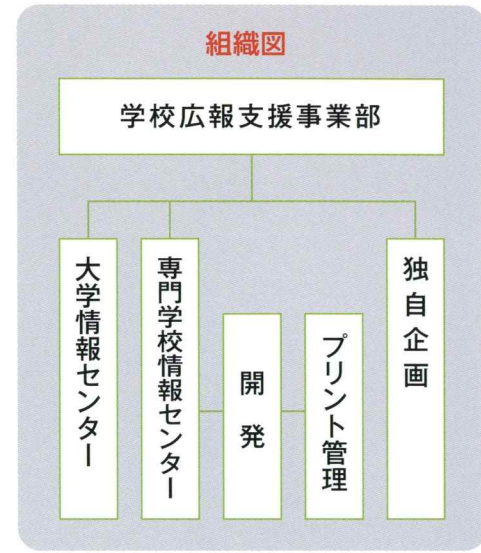 組織図
学校広報支援事業部
大学情報センター
専門学校情報センター
開発
プリント管理
独自企画